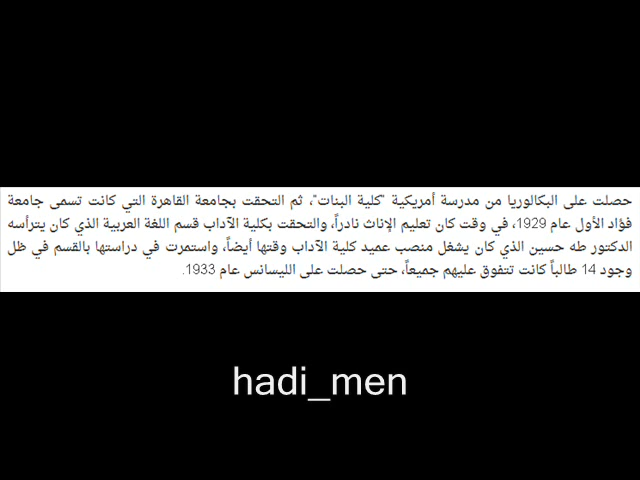 حصلت على البكالوريا من مدرسة أمريكية "كلية البنات"، ثم التحقت بجامعة القاهرة التي كانت تسمى جامعة
فؤاد الأول عام 1929، في وقت كان تعليم الإناث نادراً، والتحقت بكلية الآداب قسم اللغة العربية الذي كان يترأسه
الدكتور طه حسين الذي كان يشغل منصب عميد كلية الآداب وقتها أيضاً، واستمرت في دراستها بالقسم في ظل
وجود 14 طالباً كانت تتفوق عليهم جميعاً، حتى حصلت على الليسانس عام 1933.
hadi_men